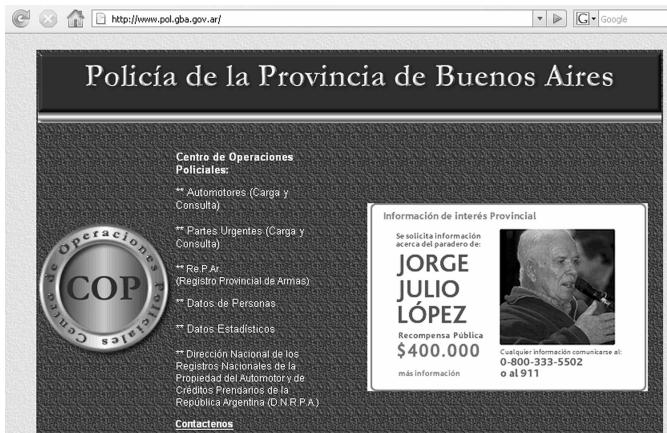 http://www.pol.gba.gov.ar/
G
Google
Policía de la Provincia de Buenos Aires
Centro de Operaciones Policiales
COP
Centro de Operaciones
Policiales:
** Automotores (Carga y
Consulta)
** Partes Urgentes (Carga y
Consulta)
** Re.P.Ar.
(Registro Provincial de Armas)
** Datos de Personas
** Datos Estadísticos
** Dirección Nacional de los
Registros Nacionales de la
Propiedad del Automotor y de
Créditos Prendarios de la
República Argentina (D.N.R.P.A.)
Contactenos
Información de interés Provincial
Se solicita información
acerca del paradero de:
JORGE
JULIO
LÓPEZ
Recompensa Pública
$400.000
más información
Cualquier información comunicarse al:
0-800-333-5502
o al 911